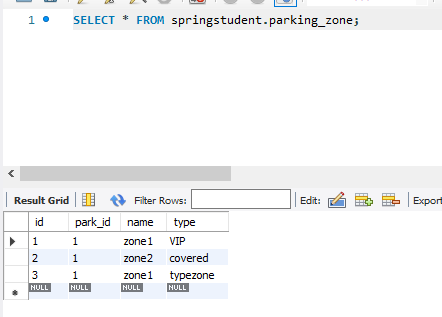 1 SELECT * FROM springstudent.parking_zone;
Result Grid Filter Rows: Edit: Export
id park_id name type
1 1 zone1 VIP
2 1 zone2 covered
3 1 zone1 typezone
NULL NULL NULL NULL